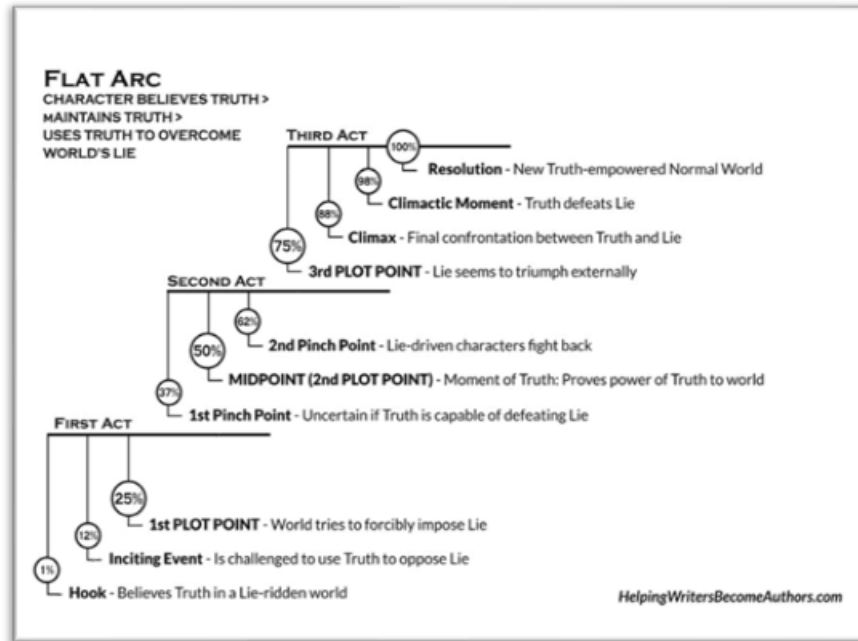 FLAT ARC
CHARACTER BELIEVES TRUTH >
MAINTAINS TRUTH >
USES TRUTH TO OVERCOME
WORLD'S LIE
THIRD ACT
100%
Resolution - New Truth-empowered Normal World
98%
Climactic Moment - Truth defeats Lie
88%
Climax - Final confrontation between Truth and Lie
75%
3rd PLOT POINT - Lie seems to triumph externally
SECOND ACT
62%
2nd Pinch Point - Lie-driven characters fight back
50%
MIDPOINT (2nd PLOT POINT) - Moment of Truth: Proves power of Truth to world
37%
1st Pinch Point - Uncertain if Truth is capable of defeating Lie
FIRST ACT
25%
1st PLOT POINT - World tries to forcibly impose Lie
12%
Inciting Event - Is challenged to use Truth to oppose Lie
1%
Hook - Believes Truth in a Lie-ridden world
HelpingWritersBecomeAuthors.com